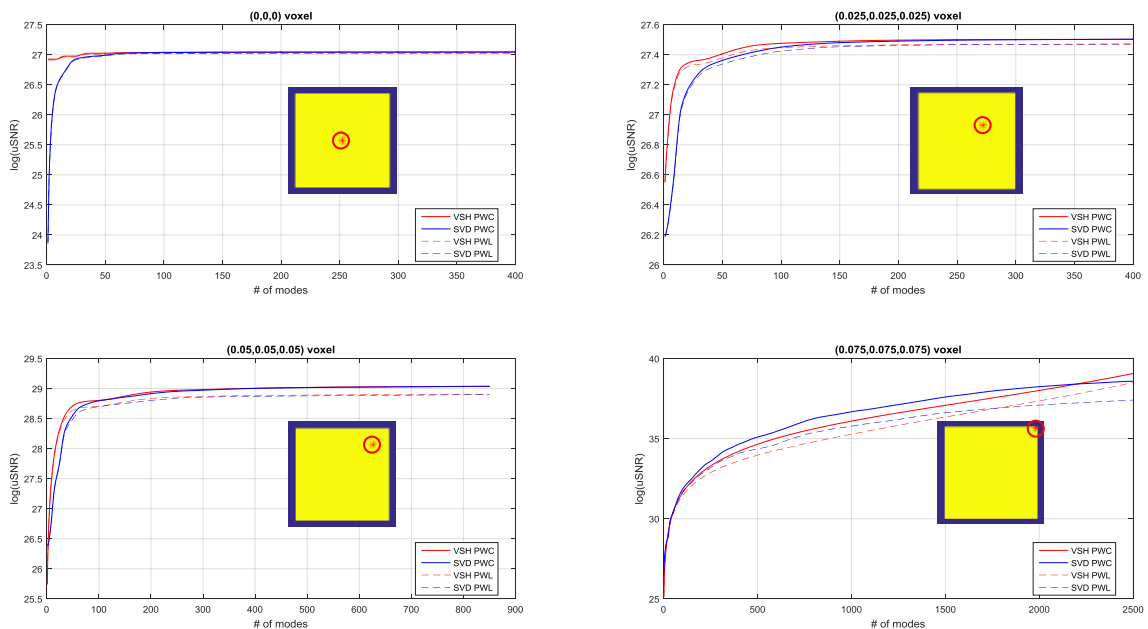 (0,0,0) voxel
27.5
27
26.5
26
25.5
25
24.5
24
23.5
log(uSNR)
0 50 100 150 200 250 300 350 400
# of modes
VSH PWC
SVD PWC
VSH PWL
SVD PWL
(0.025,0.025,0.025) voxel
27.6
27.4
27.2
27
26.8
26.6
26.4
26.2
26
log(uSNR)
0 50 100 150 200 250 300 350 400
# of modes
VSH PWC
SVD PWC
VSH PWL
SVD PWL
(0.05,0.05,0.05) voxel
29.5
29
28.5
28
27.5
27
26.5
26
25.5
log(uSNR)
0 100 200 300 400 500 600 700 800 900
# of modes
VSH PWC
SVD PWC
VSH PWL
SVD PWL
(0.075,0.075,0.075) voxel
40
35
30
25
log(uSNR)
0 500 1000 1500 2000 2500
# of modes
VSH PWC
SVD PWC
VSH PWL
SVD PWL